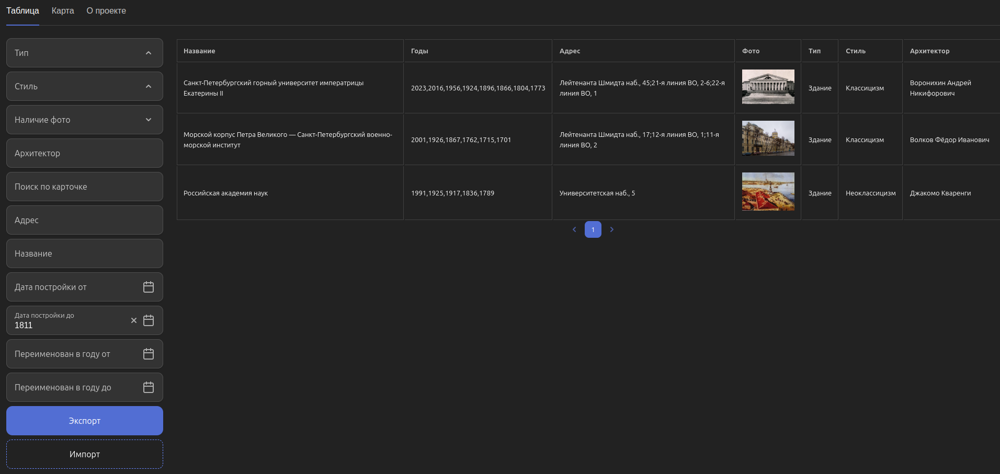 Таблица Карта О проекте
Тип
Стиль
Наличие фото
Архитектор
Поиск по карточке
Адрес
Название
Дата постройки от
Дата постройки до
1811
Переименован в году от
Переименован в году до
Экспорт
Импорт
Название Годы Адрес Фото Тип Стиль Архитектор
Санкт-Петербургский горный университет императрицы
Екатерины II
2023,2016,1956,1924,1896,1866,1804,1773
Лейтенанта Шмидта наб., 45;21-я линия ВО, 2-6;22-я
линия ВО, 1
Здание
Классицизм
Воронихин Андрей
Никифорович
Морской корпус Петра Великого — Санкт-Петербургский военно-
морской институт
2001,1926,1867,1762,1715,1701
Лейтенанта Шмидта наб., 17;12-я линия ВО, 1;11-я
линия ВО, 2
Здание
Классицизм
Волков Фёдор Иванович
Российская академия наук
1991,1925,1917,1836,1789
Университетская наб., 5
Здание
Неоклассицизм
Джакомо Кваренги
1